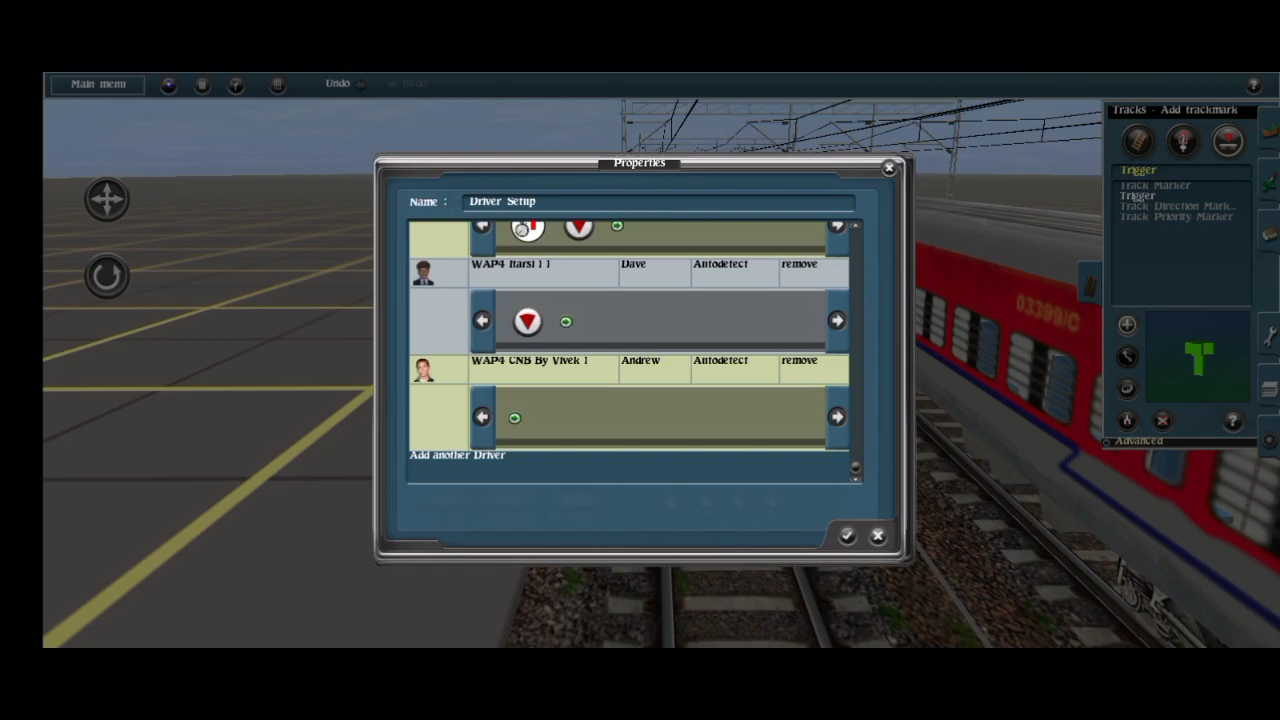 Main menu
Undo
Tracks - Add trackmark
Trigger
Track Marker
Trigger
Track Direction Mark...
Track Priority Marker
Advanced
Properties
Name : Driver Setup
WAP4 Itarsi 1 1 Dave Autodetect remove
WAP4 CNB By Vivek 1 Andrew Autodetect remove
Add another Driver
03399/C